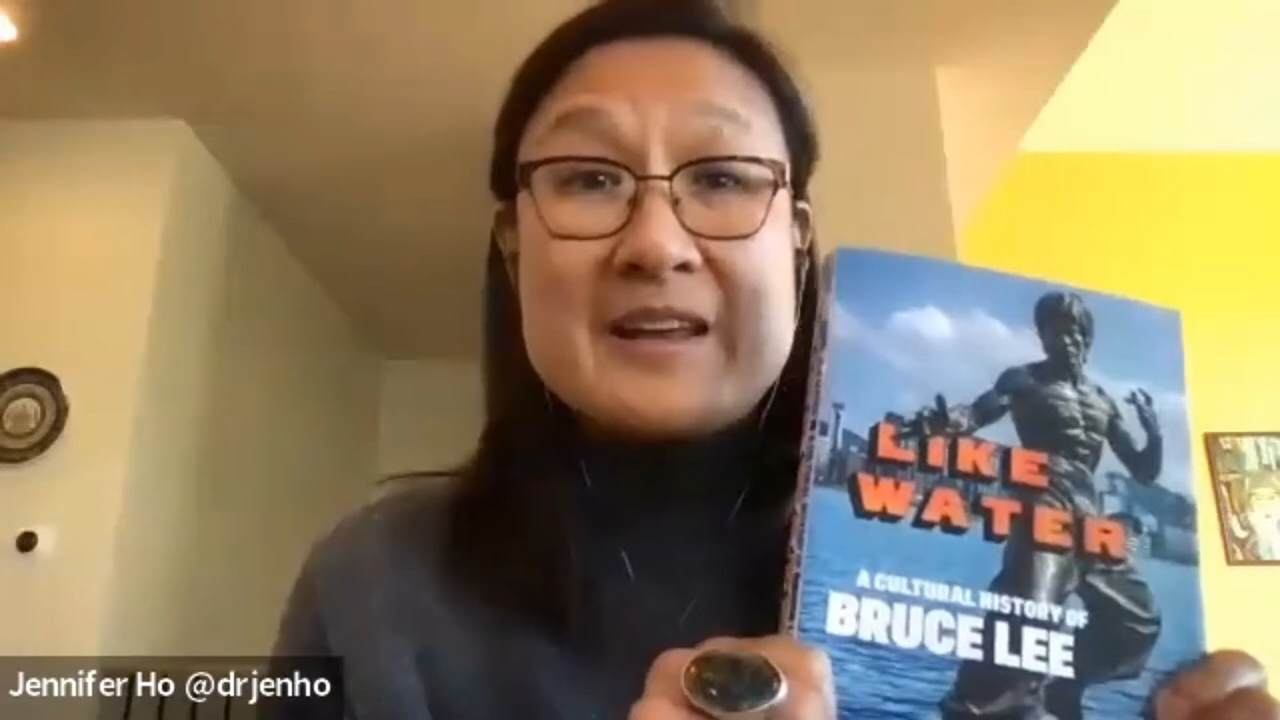 LIKE
WATER
A CULTURAL HISTORY OF
BRUCE LEE
Jennifer Ho @drjenho